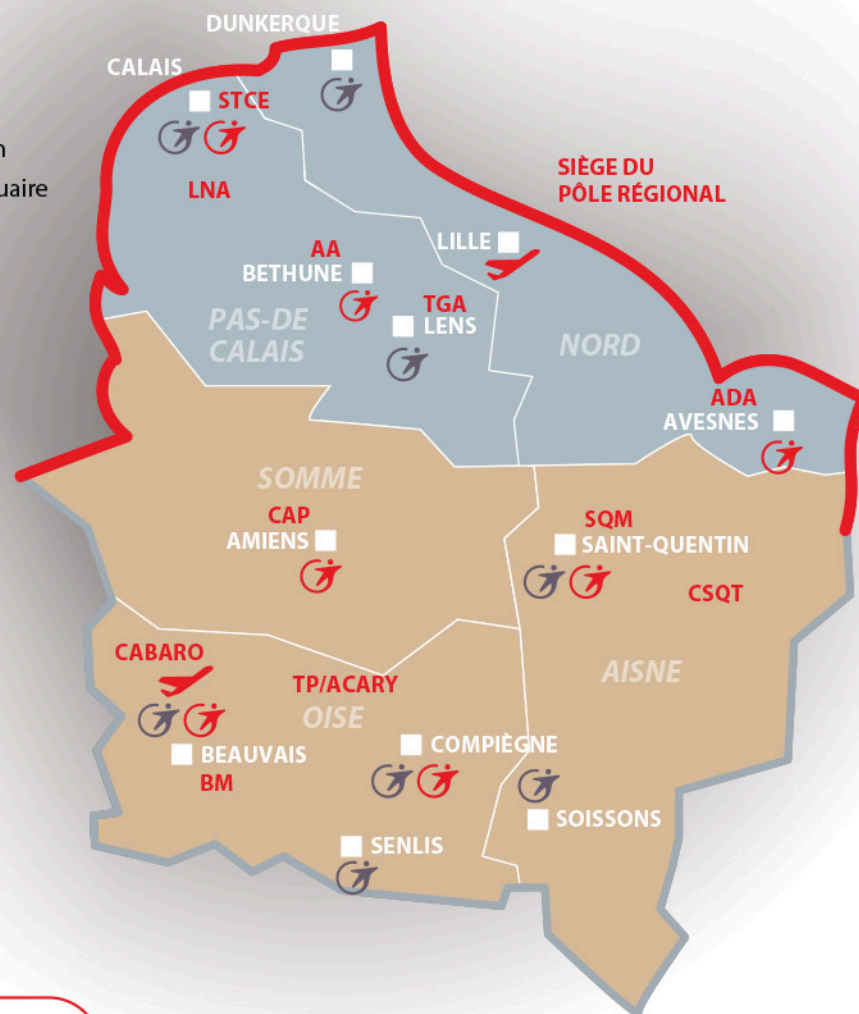 DUNKERQUE
CALAIS
STCE
n
uaire
LNA
SIÈGE DU
PÔLE RÉGIONAL
LILLE
AA
BETHUNE
TGA
LENS
PAS-DE
CALAIS
NORD
ADA
AVESNES
SOMME
CAP
AMIENS
SQM
SAINT-QUENTIN
CSQT
CABARO
TP/ACARY
OISE
AISNE
BEAUVAIS
BM
COMPIÈGNE
SOISSONS
SENLIS